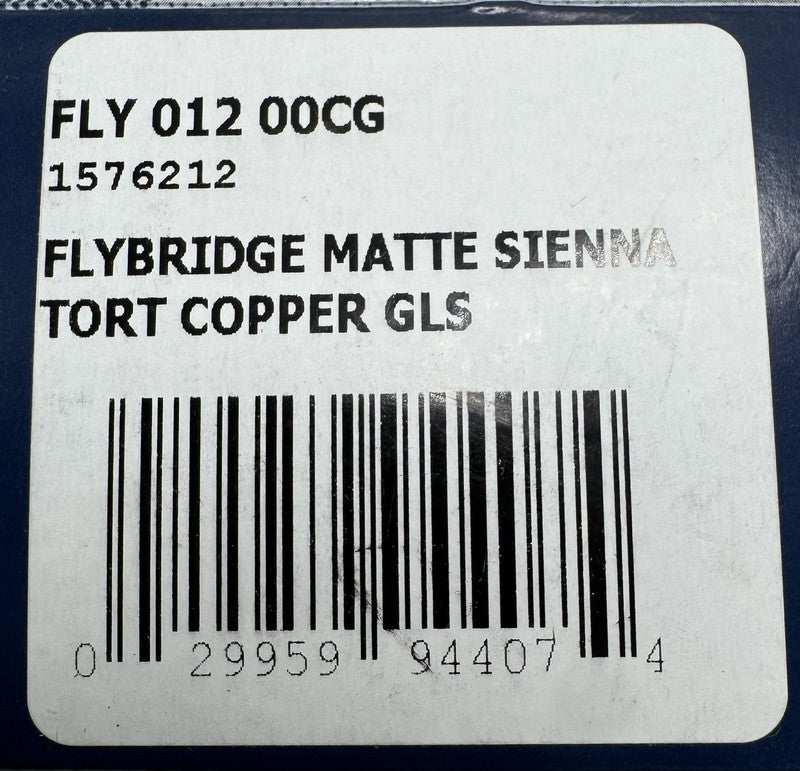 FLY 012 00CG
1576212
FLYBRIDGE MATTE SIENNA
TORT COPPER GLS
0 29959 94407 4